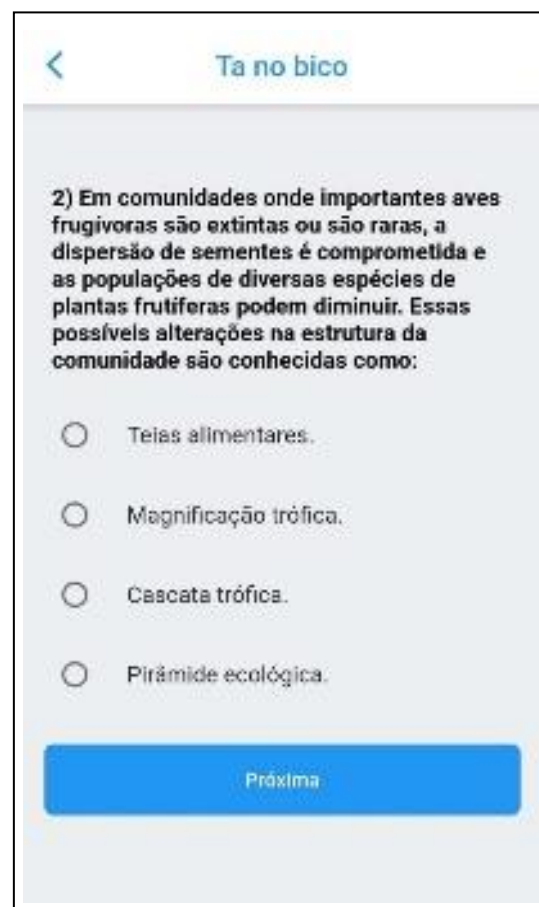 Ta no bico
2) Em comunidades onde importantes aves
frugívoras são extintas ou são raras, a
dispersão de sementes é comprometida e
as populações de diversas espécies de
plantas frutíferas podem diminuir. Essas
possíveis alterações na estrutura da
comunidade são conhecidas como:
Teias alimentares.
Magnificação trófica.
Cascata trófica.
Pirâmide ecológica.
Próxima